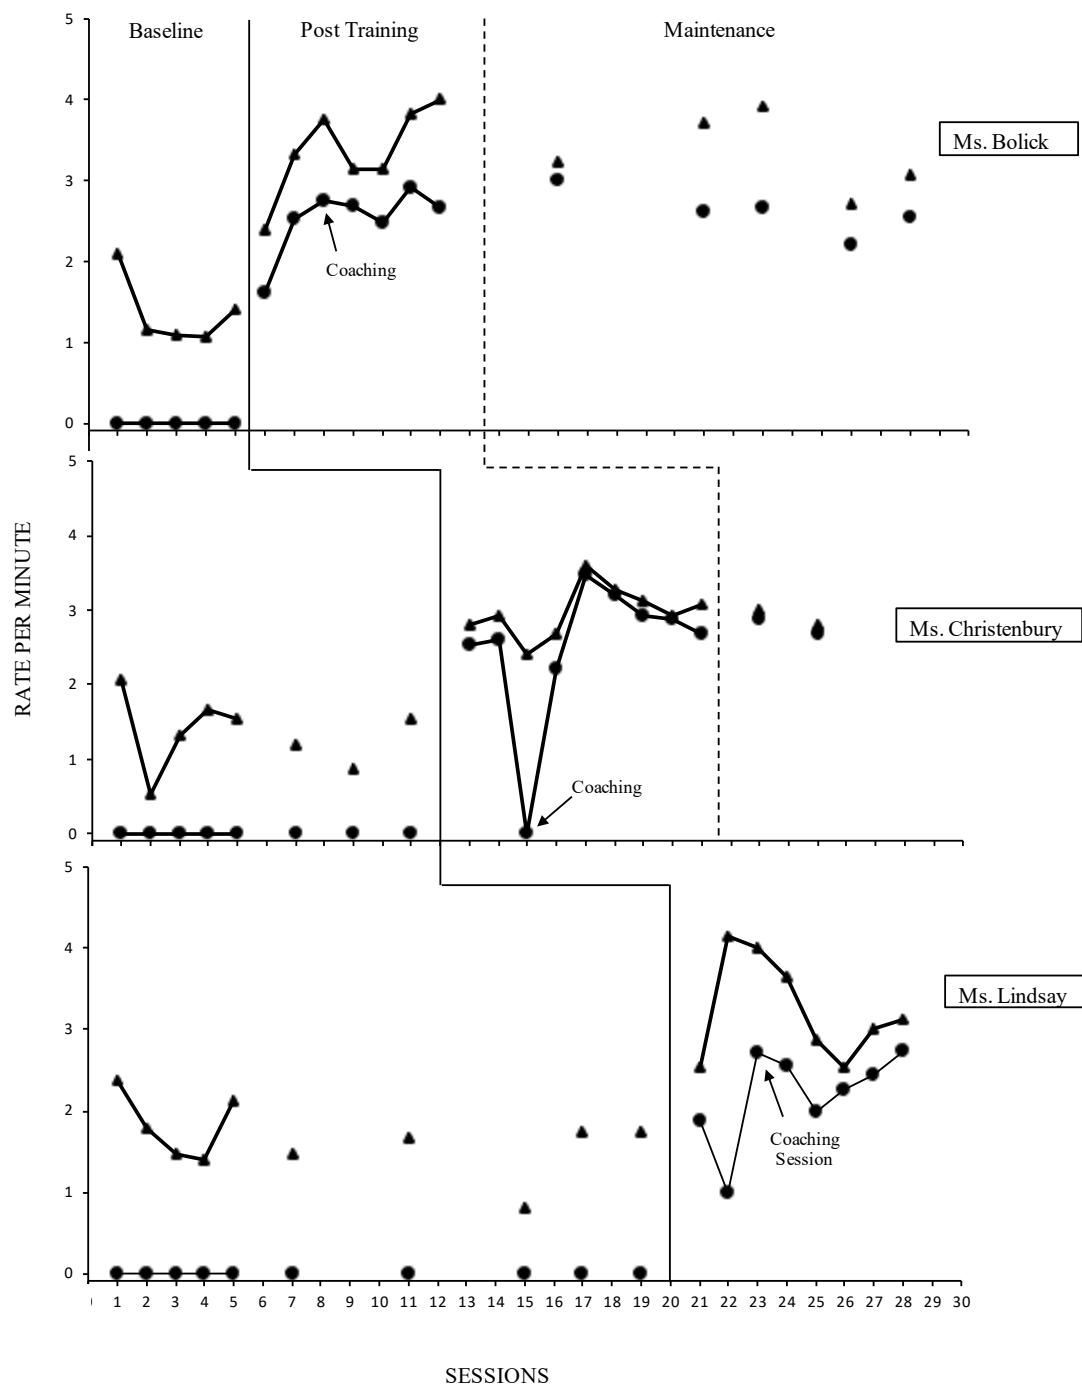 Baseline Post Training Maintenance
5
4
3
2
1
0
Ms. Bolick
Coaching
RATE PER MINUTE
5
4
3
2
1
0
Ms. Christenbury
Coaching
5
4
3
2
1
0
Ms. Lindsay
Coaching
Session
1 2 3 4 5 6 7 8 9 10 11 12 13 14 15 16 17 18 19 20 21 22 23 24 25 26 27 28 29 30
SESSIONS